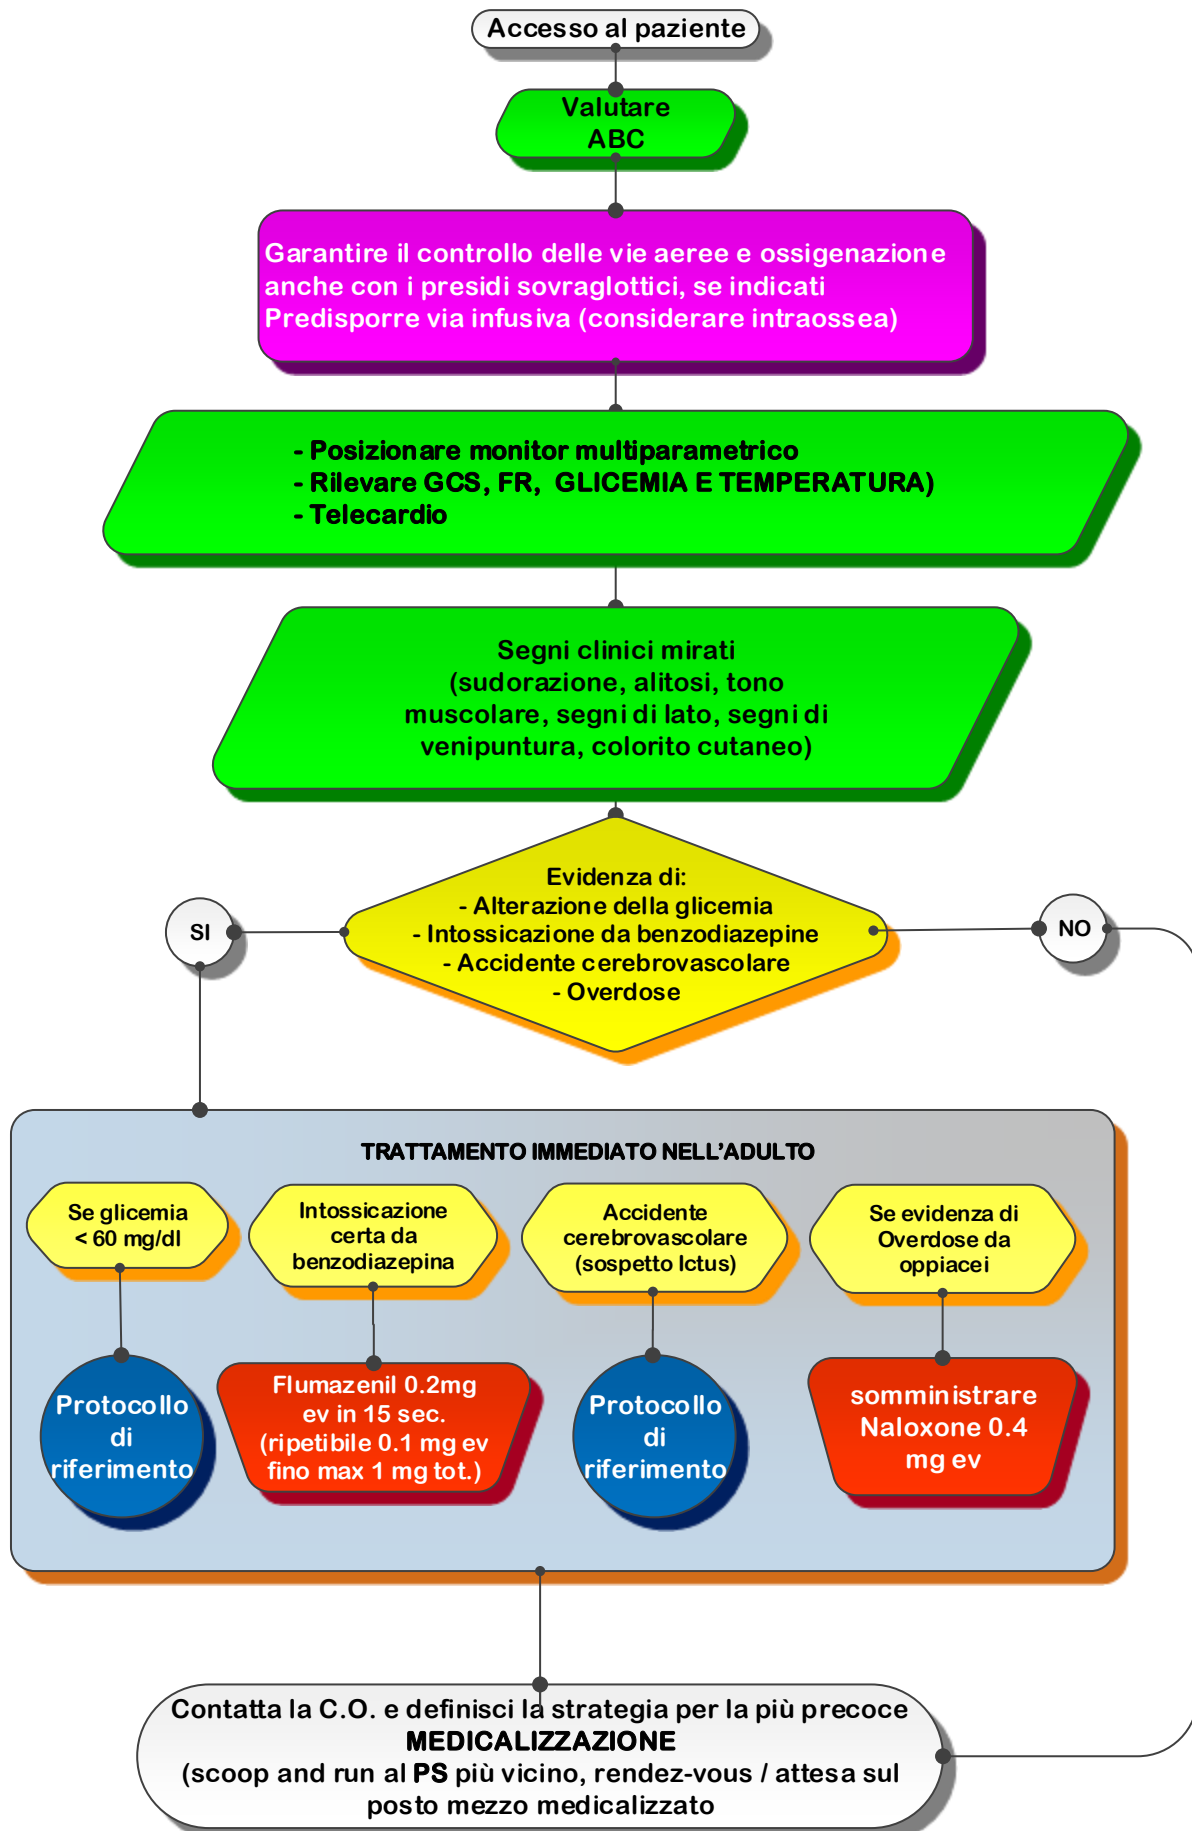 Accesso al paziente
Valutare
ABC
Garantire il controllo delle vie aeree e ossigenazione
anche con i presidi sovraglottici, se indicati
Predisporre via infusiva (considerare intraossea)
- Posizionare monitor multiparametrico
- Rilevare GCS, FR, GLICEMIA E TEMPERATURA)
- Telecardio
Segni clinici mirati
(sudorazione, alitosi, tono
muscolare, segni di lato, segni di
venipuntura, colorito cutaneo)
Evidenza di:
- Alterazione della glicemia
- Intossicazione da benzodiazepine
- Accidente cerebrovascolare
- Overdose
SI
NO
TRATTAMENTO IMMEDIATO NELL'ADULTO
Se glicemia
< 60 mg/dl
Intossicazione
certa da
benzodiazepina
Accidente
cerebrovascolare
(sospetto Ictus)
Se evidenza di
Overdose da
oppiacei
Protocollo
di
riferimento
Flumazenil 0.2mg
ev in 15 sec.
(ripetibile 0.1 mg ev
fino max 1 mg tot.)
Protocollo
di
riferimento
somministrare
Naloxone 0.4
mg ev
Contatta la C.O. e definisci la strategia per la più precoce
MEDICALIZZAZIONE
(scoop and run al PS più vicino, rendez-vous / attesa sul
posto mezzo medicalizzato